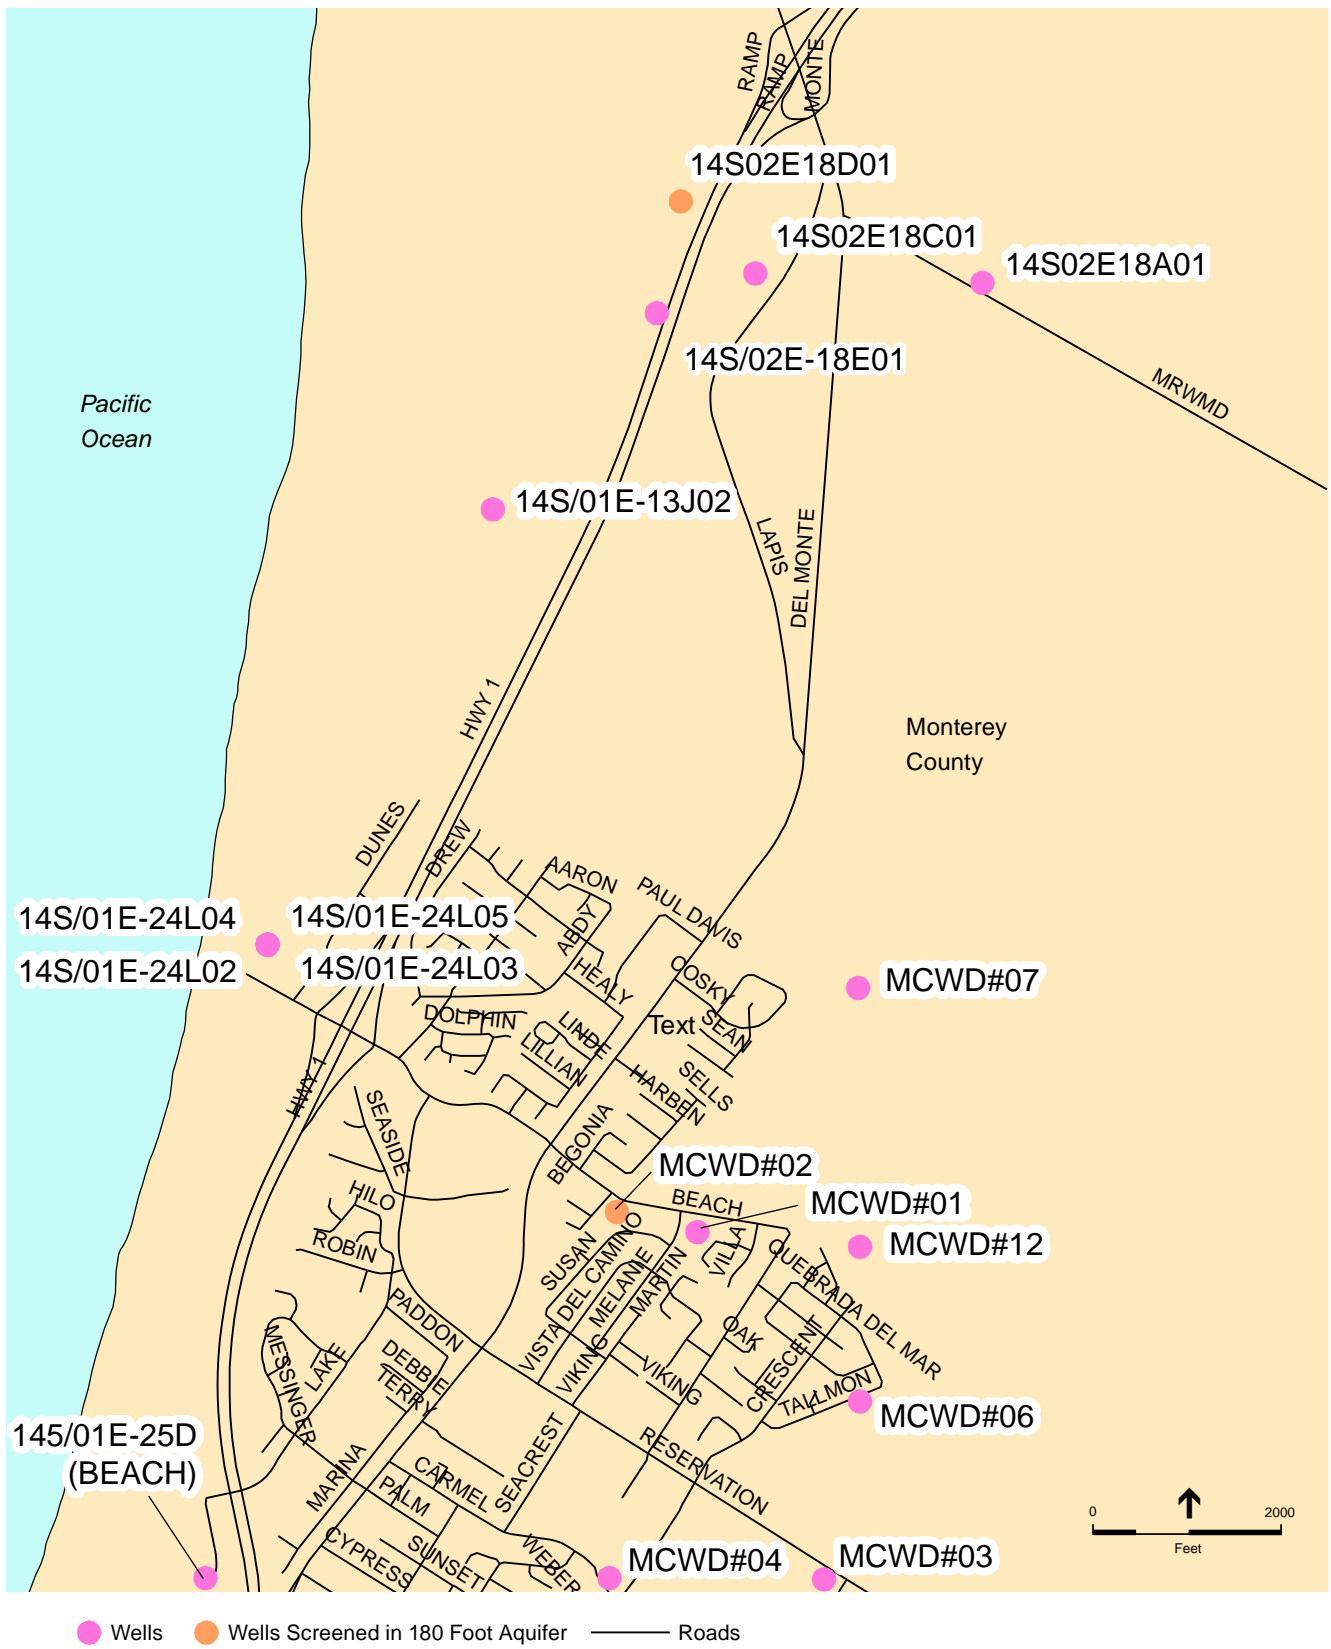 RAMP
RAMP
MONTE
14S02E18D01
14S02E18C01
14S02E18A01
14S/02E-18E01
MRWMD
Pacific
Ocean
14S/01E-13J02
LAPIS
DEL MONTE
HWY 1
Monterey
County
DUNES
DREW
AARON
PAUL DAVIS
14S/01E-24L04
14S/01E-24L05
ABDY
14S/01E-24L02
14S/01E-24L03
HEALY
COSKY
MCWD#07
DOLPHIN
LINDE
Text
SEAN
LILLIAN
HWY 1
SELLS
HARBEN
SEASIDE
BEGONIA
MCWD#02
HILO
BEACH
MCWD#01
ROBIN
MCWD#12
SUSAN
VISTA DEL CAMINO
MELANIE
MARTIN
VILLA
QUEBRADA DEL MAR
PADDON
OAK
MESSINGER
LAKE
DEBBIE
TERRY
VIKING
VIKING
CRESCENT
TALLMON
MCWD#06
145/01E-25D
(BEACH)
MARINA
CARMEL
PALM
SEACREST
RESERVATION
0
2000
Feet
CYPRESS
SUNSET
WEBER
MCWD#04
MCWD#03
Wells
Wells Screened in 180 Foot Aquifer
Roads